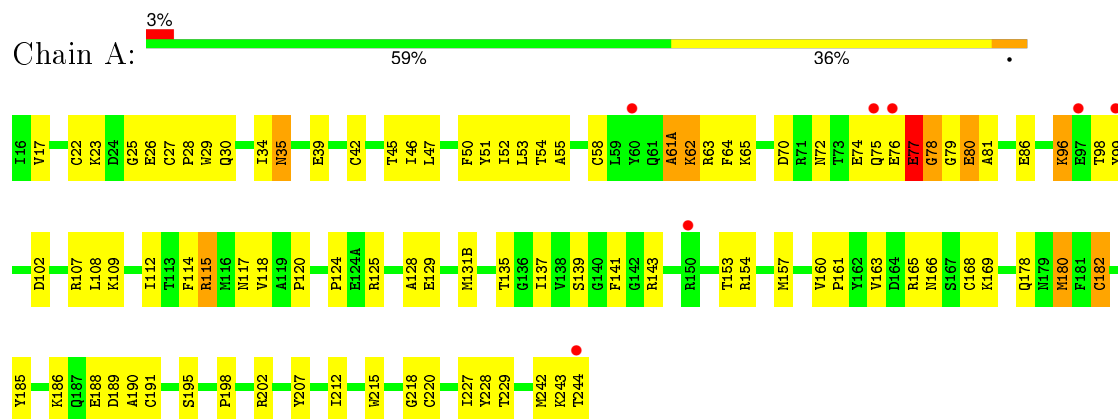 3%
Chain A:
59% 36% •
I16 V17 C22 K23 D24 G25 E26 C27 P28 W29 Q30 I34 N35 E39 C42 T45 I46 L47 F50 Y51 I52 L53 T54 A55 C58 L59 Y60 Q61 A61A K62 R63 F64 K65 D70 R71 N72 T73 E74 Q75 E76 E77 G78 G79 E80 A81 E86 K96 E97 T98 Y99
D102 R107 L108 K109 I112 T113 F114 R115 M116 N117 V118 A119 P120 P124 E124A R125 A128 E129 M131B T135 G136 I137 V138 S139 G140 F141 G142 R143 R150 T153 R154 M157 V160 P161 Y162 V163 D164 R165 N166 S167 C168 K169 Q178 N179 M180 F181 C182
Y185 K186 Q187 E188 D189 A190 C191 S195 P198 R202 Y207 I212 W215 G218 C220 I227 Y228 T229 M242 K243 T244